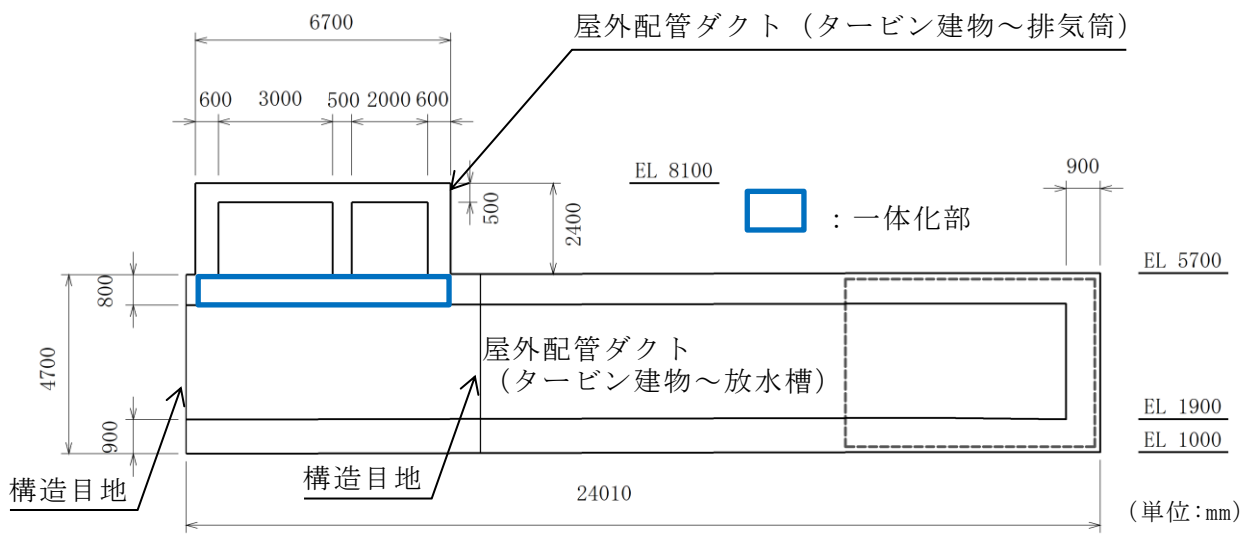 6700
屋外配管ダクト（タービン建物～排気筒）
600 3000 500 2000 600
EL 8100
900
500
2400
：一体化部
EL 5700
800
4700
屋外配管ダクト
（タービン建物～放水槽）
900
EL 1900
EL 1000
構造目地
構造目地
24010
（単位:mm）